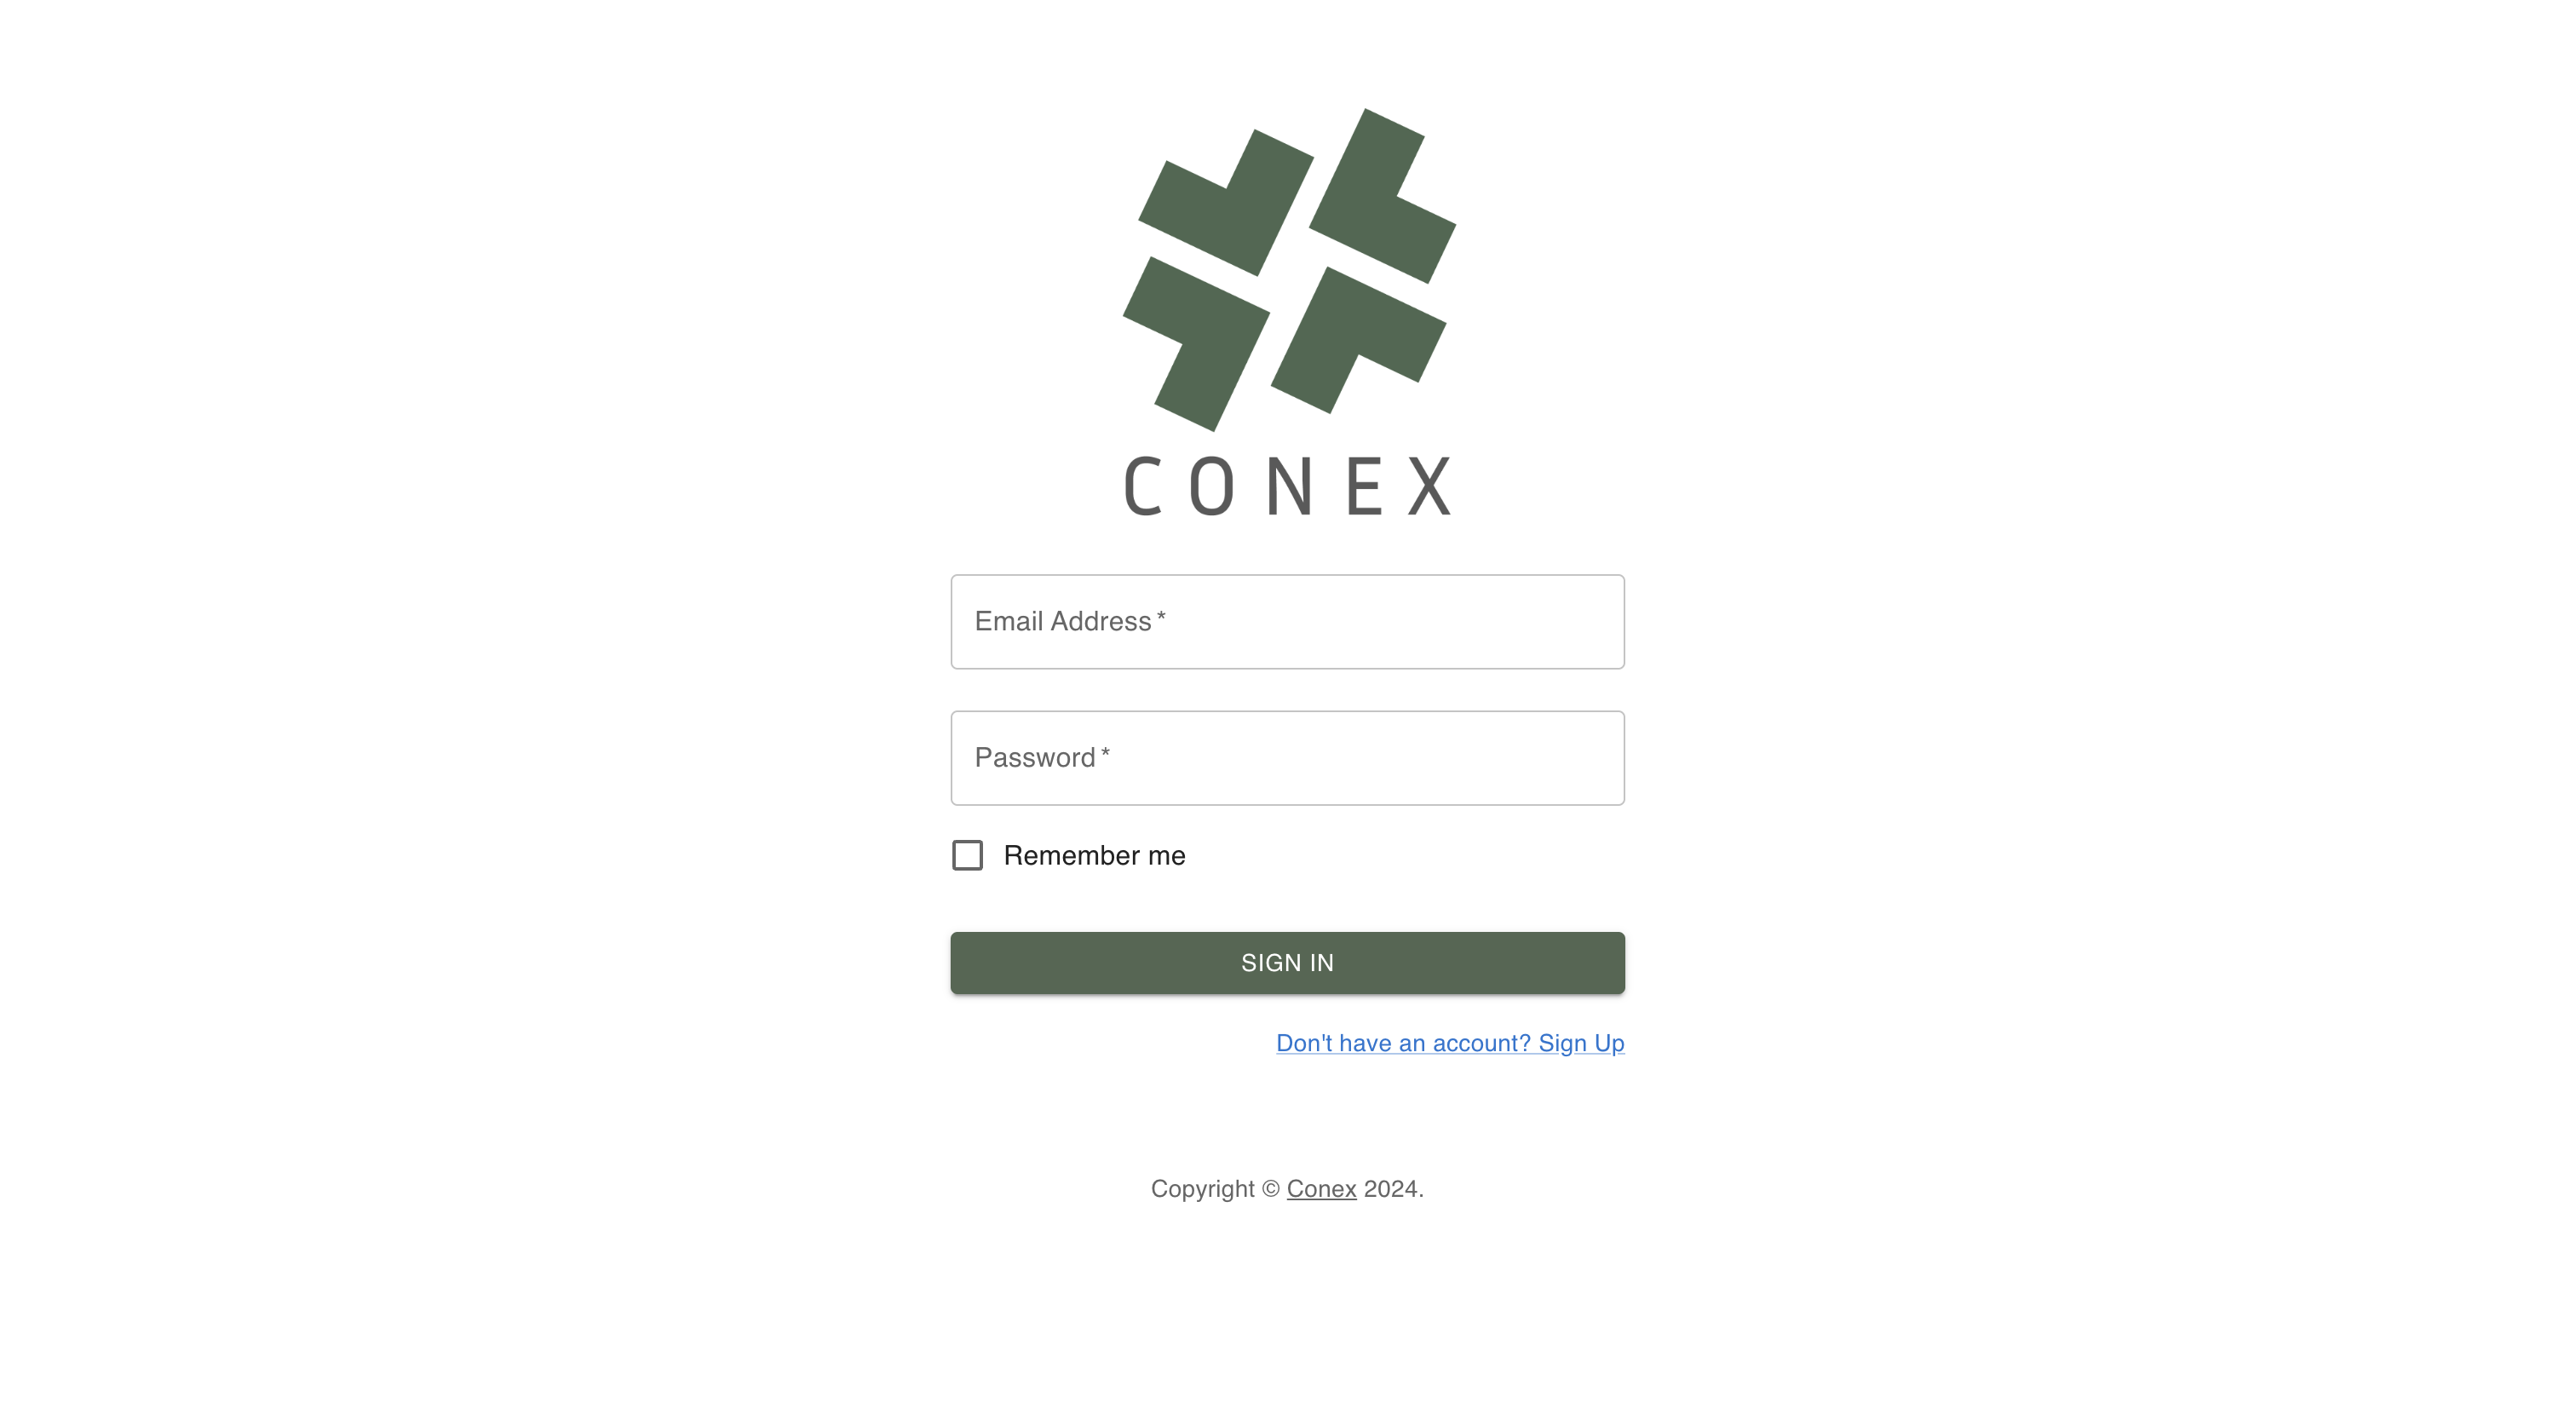 CONEX
Email Address *
Password *
Remember me
SIGN IN
Don't have an account? Sign Up
Copyright © Conex 2024.